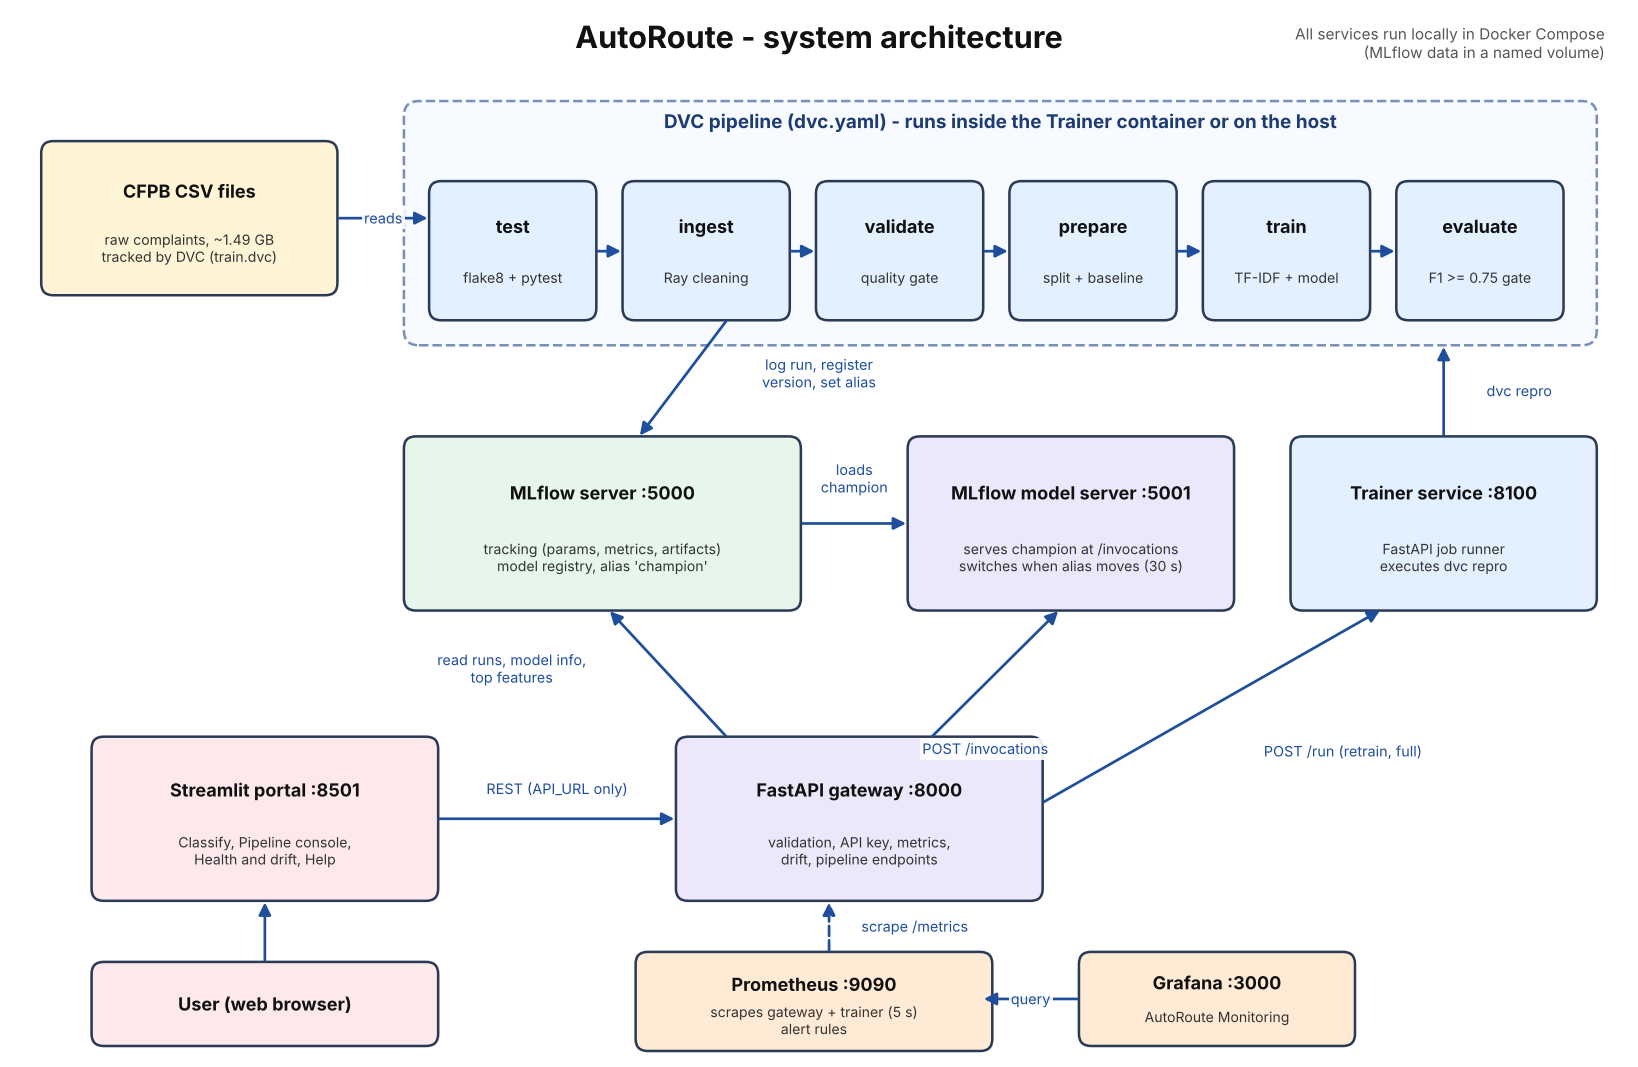 AutoRoute - system architecture
All services run locally in Docker Compose
(MLflow data in a named volume)
DVC pipeline (dvc.yaml) - runs inside the Trainer container or on the host
CFPB CSV files
raw complaints, ~1.49 GB
tracked by DVC (train.dvc)
reads
test
flake8 + pytest
ingest
Ray cleaning
validate
quality gate
prepare
split + baseline
train
TF-IDF + model
evaluate
F1 >= 0.75 gate
log run, register
version, set alias
dvc repro
MLflow server :5000
tracking (params, metrics, artifacts)
model registry, alias 'champion'
loads
champion
MLflow model server :5001
serves champion at /invocations
switches when alias moves (30 s)
Trainer service :8100
FastAPI job runner
executes dvc repro
read runs, model info,
top features
POST /invocations
POST /run (retrain, full)
Streamlit portal :8501
Classify, Pipeline console,
Health and drift, Help
REST (API_URL only)
FastAPI gateway :8000
validation, API key, metrics,
drift, pipeline endpoints
scrape /metrics
User (web browser)
Prometheus :9090
scrapes gateway + trainer (5 s)
alert rules
query
Grafana :3000
AutoRoute Monitoring